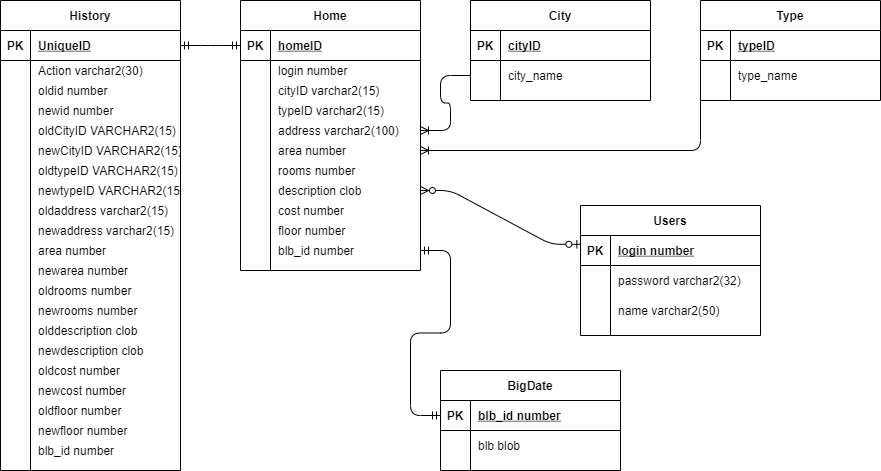 History
PK UniqueID
Action varchar2(30)
oldid number
newid number
oldCityID VARCHAR2(15)
newCityID VARCHAR2(15)
oldtypeID VARCHAR2(15)
newtypeID VARCHAR2(15
oldaddress varchar2(15)
newaddress varchar2(15)
area number
newarea number
oldrooms number
newrooms number
olddescription clob
newdescription clob
oldcost number
newcost number
oldfloor number
newfloor number
blb_id number
Home
PK homeID
login number
cityID varchar2(15)
typeID varchar2(15)
address varchar2(100)
area number
rooms number
description clob
cost number
floor number
blb_id number
City
PK cityID
city_name
Type
PK typeID
type_name
Users
PK login number
password varchar2(32)
name varchar2(50)
BigDate
PK blb_id number
blb blob